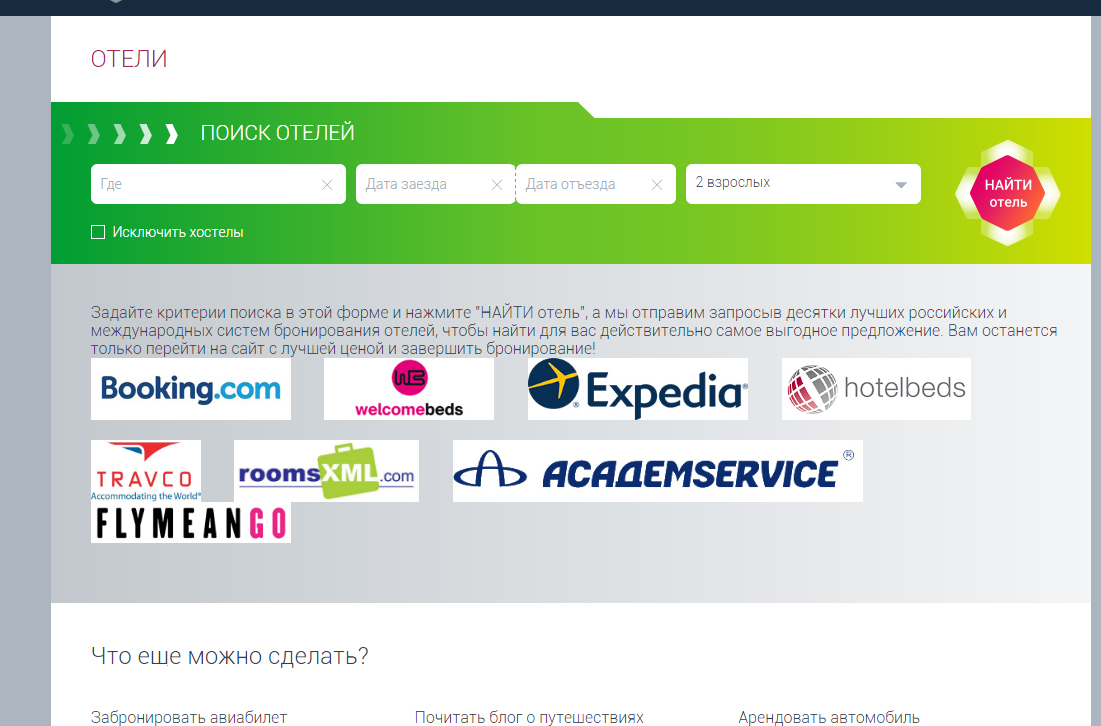 ОТЕЛИ
ПОИСК ОТЕЛЕЙ
Где
Дата заезда
Дата отъезда
2 взрослых
НАЙТИ
отель
Исключить хостелы
Задайте критерии поиска в этой форме и нажмите "НАЙТИ отель", а мы отправим запросыв десятки лучших российских и
международных систем бронирования отелей, чтобы найти для вас действительно самое выгодное предложение. Вам останется
только перейти на сайт с лучшей ценой и завершить бронирование!
Booking.com
WB
welcomebeds
Expedia®
hotelbeds
TRAVCO
Accommodating the World®
roomsXML.com
АКАДЕМSERVICE ®
FLYMEANGO
Что еще можно сделать?
Забронировать авиабилет
Почитать блог о путешествиях
Арендовать автомобиль